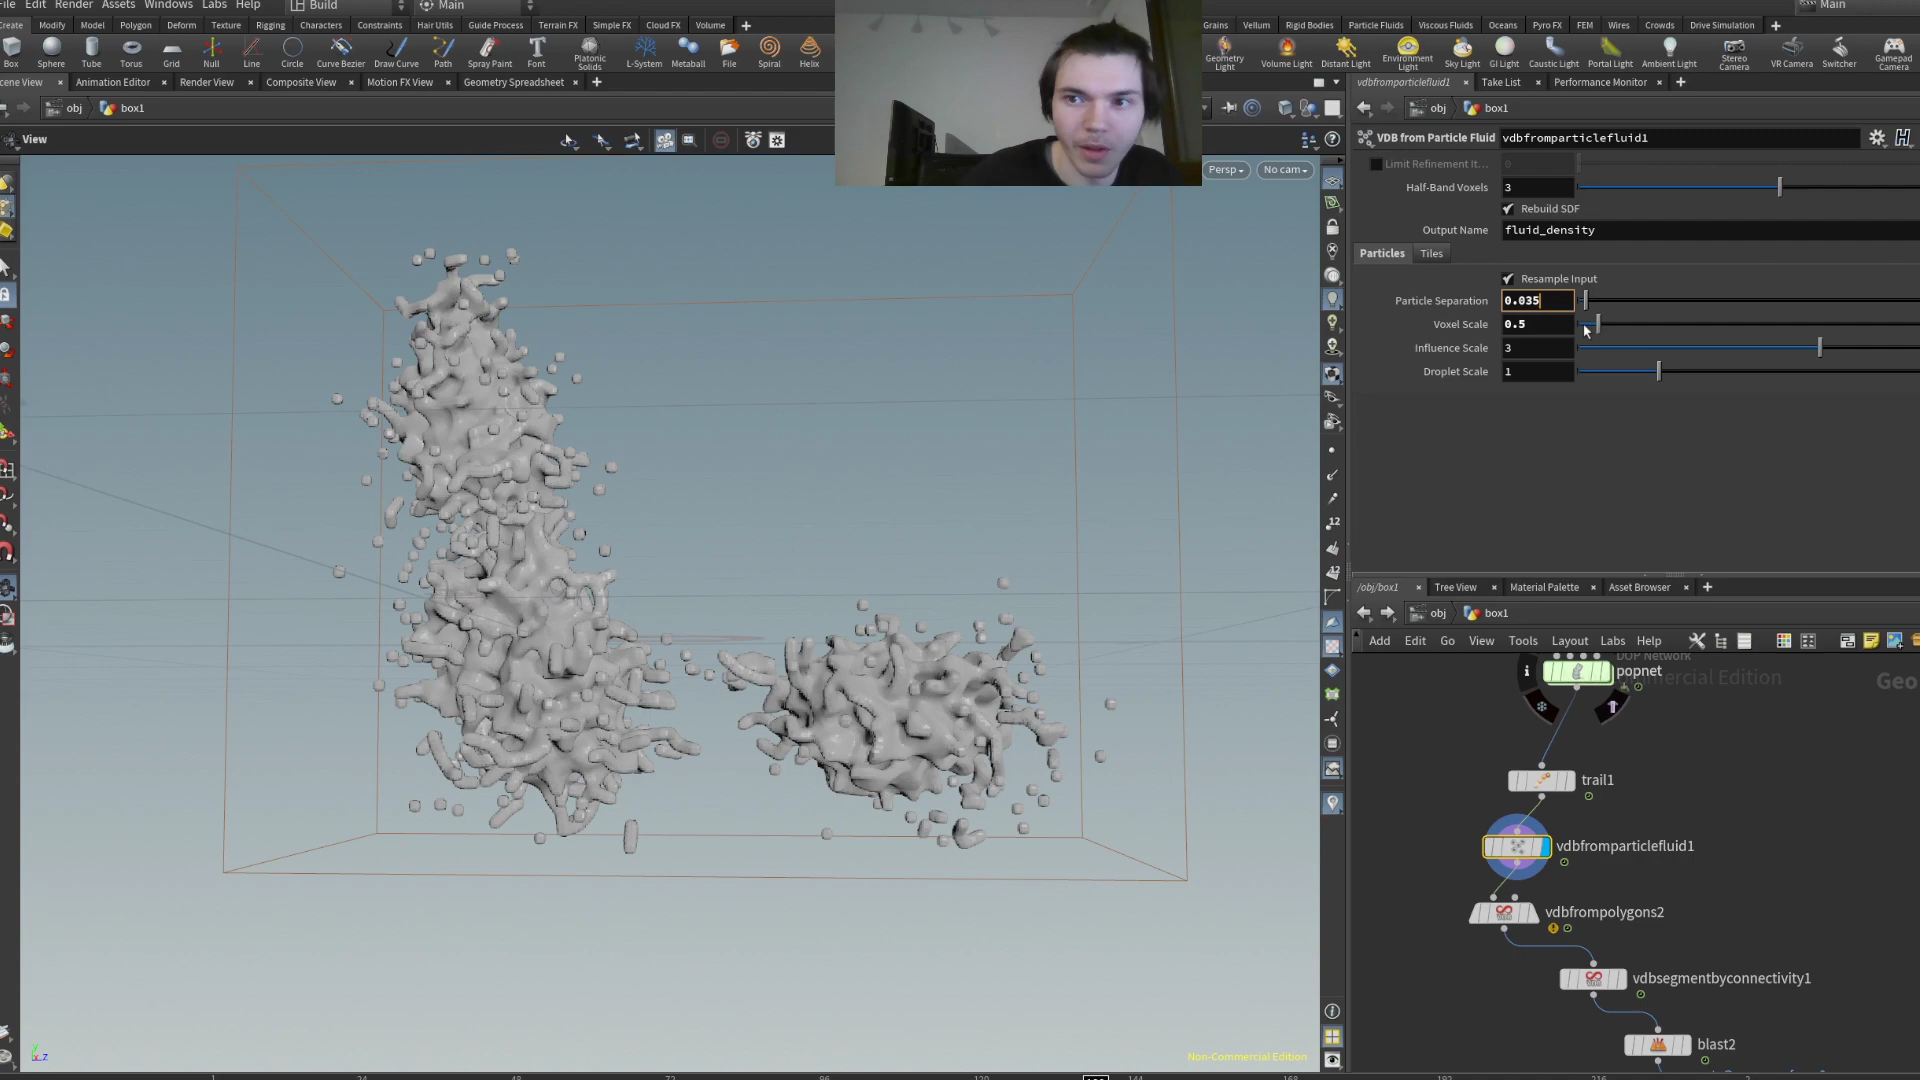 File Edit Render Assets Windows Labs Help Build Main Main
Create Modify Model Polygon Deform Texture Rigging Characters Constraints Hair Utils Guide Process Terrain FX Simple FX Cloud FX Volume
Grains Vellum Rigid Bodies Particle Fluids Viscous Fluids Oceans Pyro FX FEM Wires Crowds Drive Simulation
Box Sphere Tube Torus Grid Null Line Circle Curve Bezier Draw Curve Path Spray Paint Font Platonic Solids L-System Metaball File Spiral Helix
Geometry Light Volume Light Distant Light Environment Light Sky Light GI Light Caustic Light Portal Light Ambient Light Stereo Camera VR Camera Switcher Gamepad Camera
Scene View Animation Editor Render View Composite View Motion FX View Geometry Spreadsheet
vdbfromparticlefluid1 Take List Performance Monitor
obj box1
obj box1
View
Persp No cam
VDB from Particle Fluid vdbfromparticlefluid1
Limit Refinement It... 0
Half-Band Voxels 3
Rebuild SDF
Output Name fluid_density
Particles Tiles
Resample Input
Particle Separation 0.035
Voxel Scale 0.5
Influence Scale 3
Droplet Scale 1
12
12
/obj/box1 Tree View Material Palette Asset Browser
obj box1
Add Edit Go View Tools Layout Labs Help
DOP Network
popnet
mmercial Edition
Geo
trail1
vdbfromparticlefluid1
vdbfrompolygons2
vdbsegmentbyconnectivity1
blast2
y
x z
Non-Commercial Edition